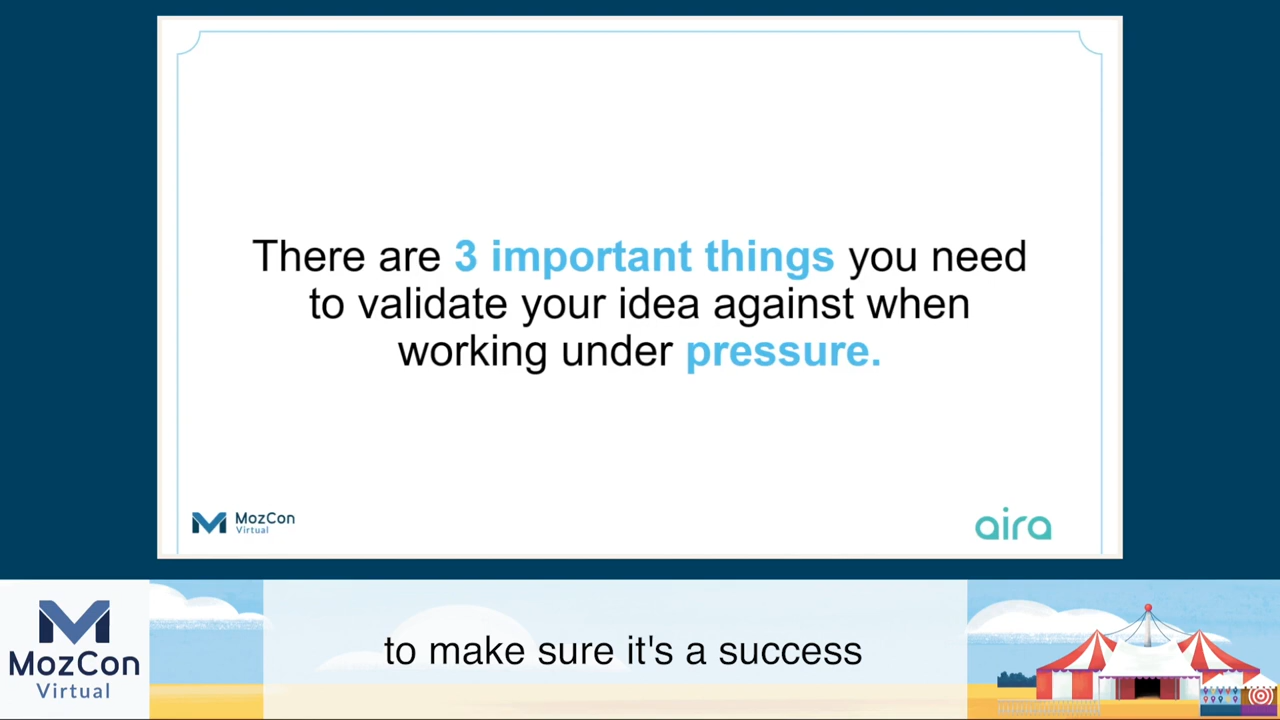 There are 3 important things you need
to validate your idea against when
working under pressure.
MozCon
Virtual
aira
MozCon
Virtual
to make sure it's a success